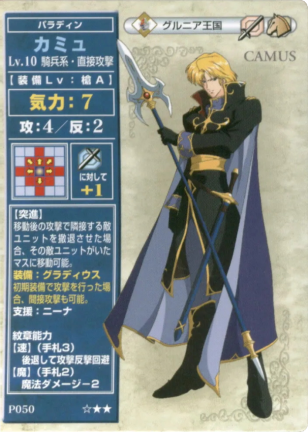 パラディン
カミュ
Lv.10 騎兵系・直接攻撃
【装備Lv:槍A】
気力:7
攻:4/反:2
に対して
+1
【突進】
移動後の攻撃で隣接する敵
ユニットを撤退させた場
合、その敵ユニットがいた
マスに移動可能。
装備:グラディウス
初期装備で攻撃を行った場
合、間接攻撃も可能。
支援:ニーナ
紋章能力
【速】(手札3)
後退して攻撃反撃回避
【魔】(手札2)
魔法ダメージ-2
P050
☆★★
グルニア王国
CAMUS